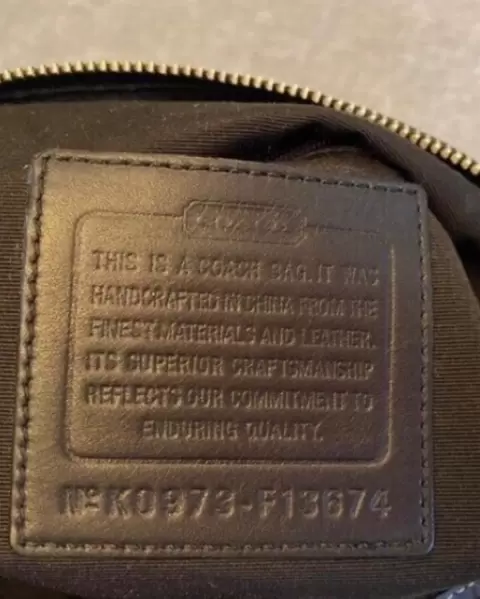 COACH
THIS IS A COACH BAG. IT WAS
HANDCRAFTED IN CHINA FROM THE
FINEST MATERIALS AND LEATHER.
ITS SUPERIOR CRAFTSMANSHIP
REFLECTS OUR COMMITMENT TO
ENDURING QUALITY.
Nº K0973-F13674